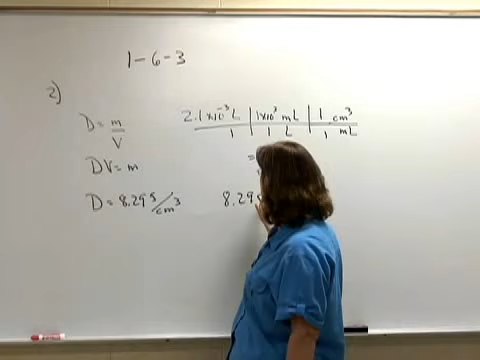 1-6-3
2)
D = m/V
2.1x10⁻³ L | 1x10³ mL | 1 cm³
1 | 1 L | 1 mL
DV = m
=
D = 8.29 g/cm³
8.29